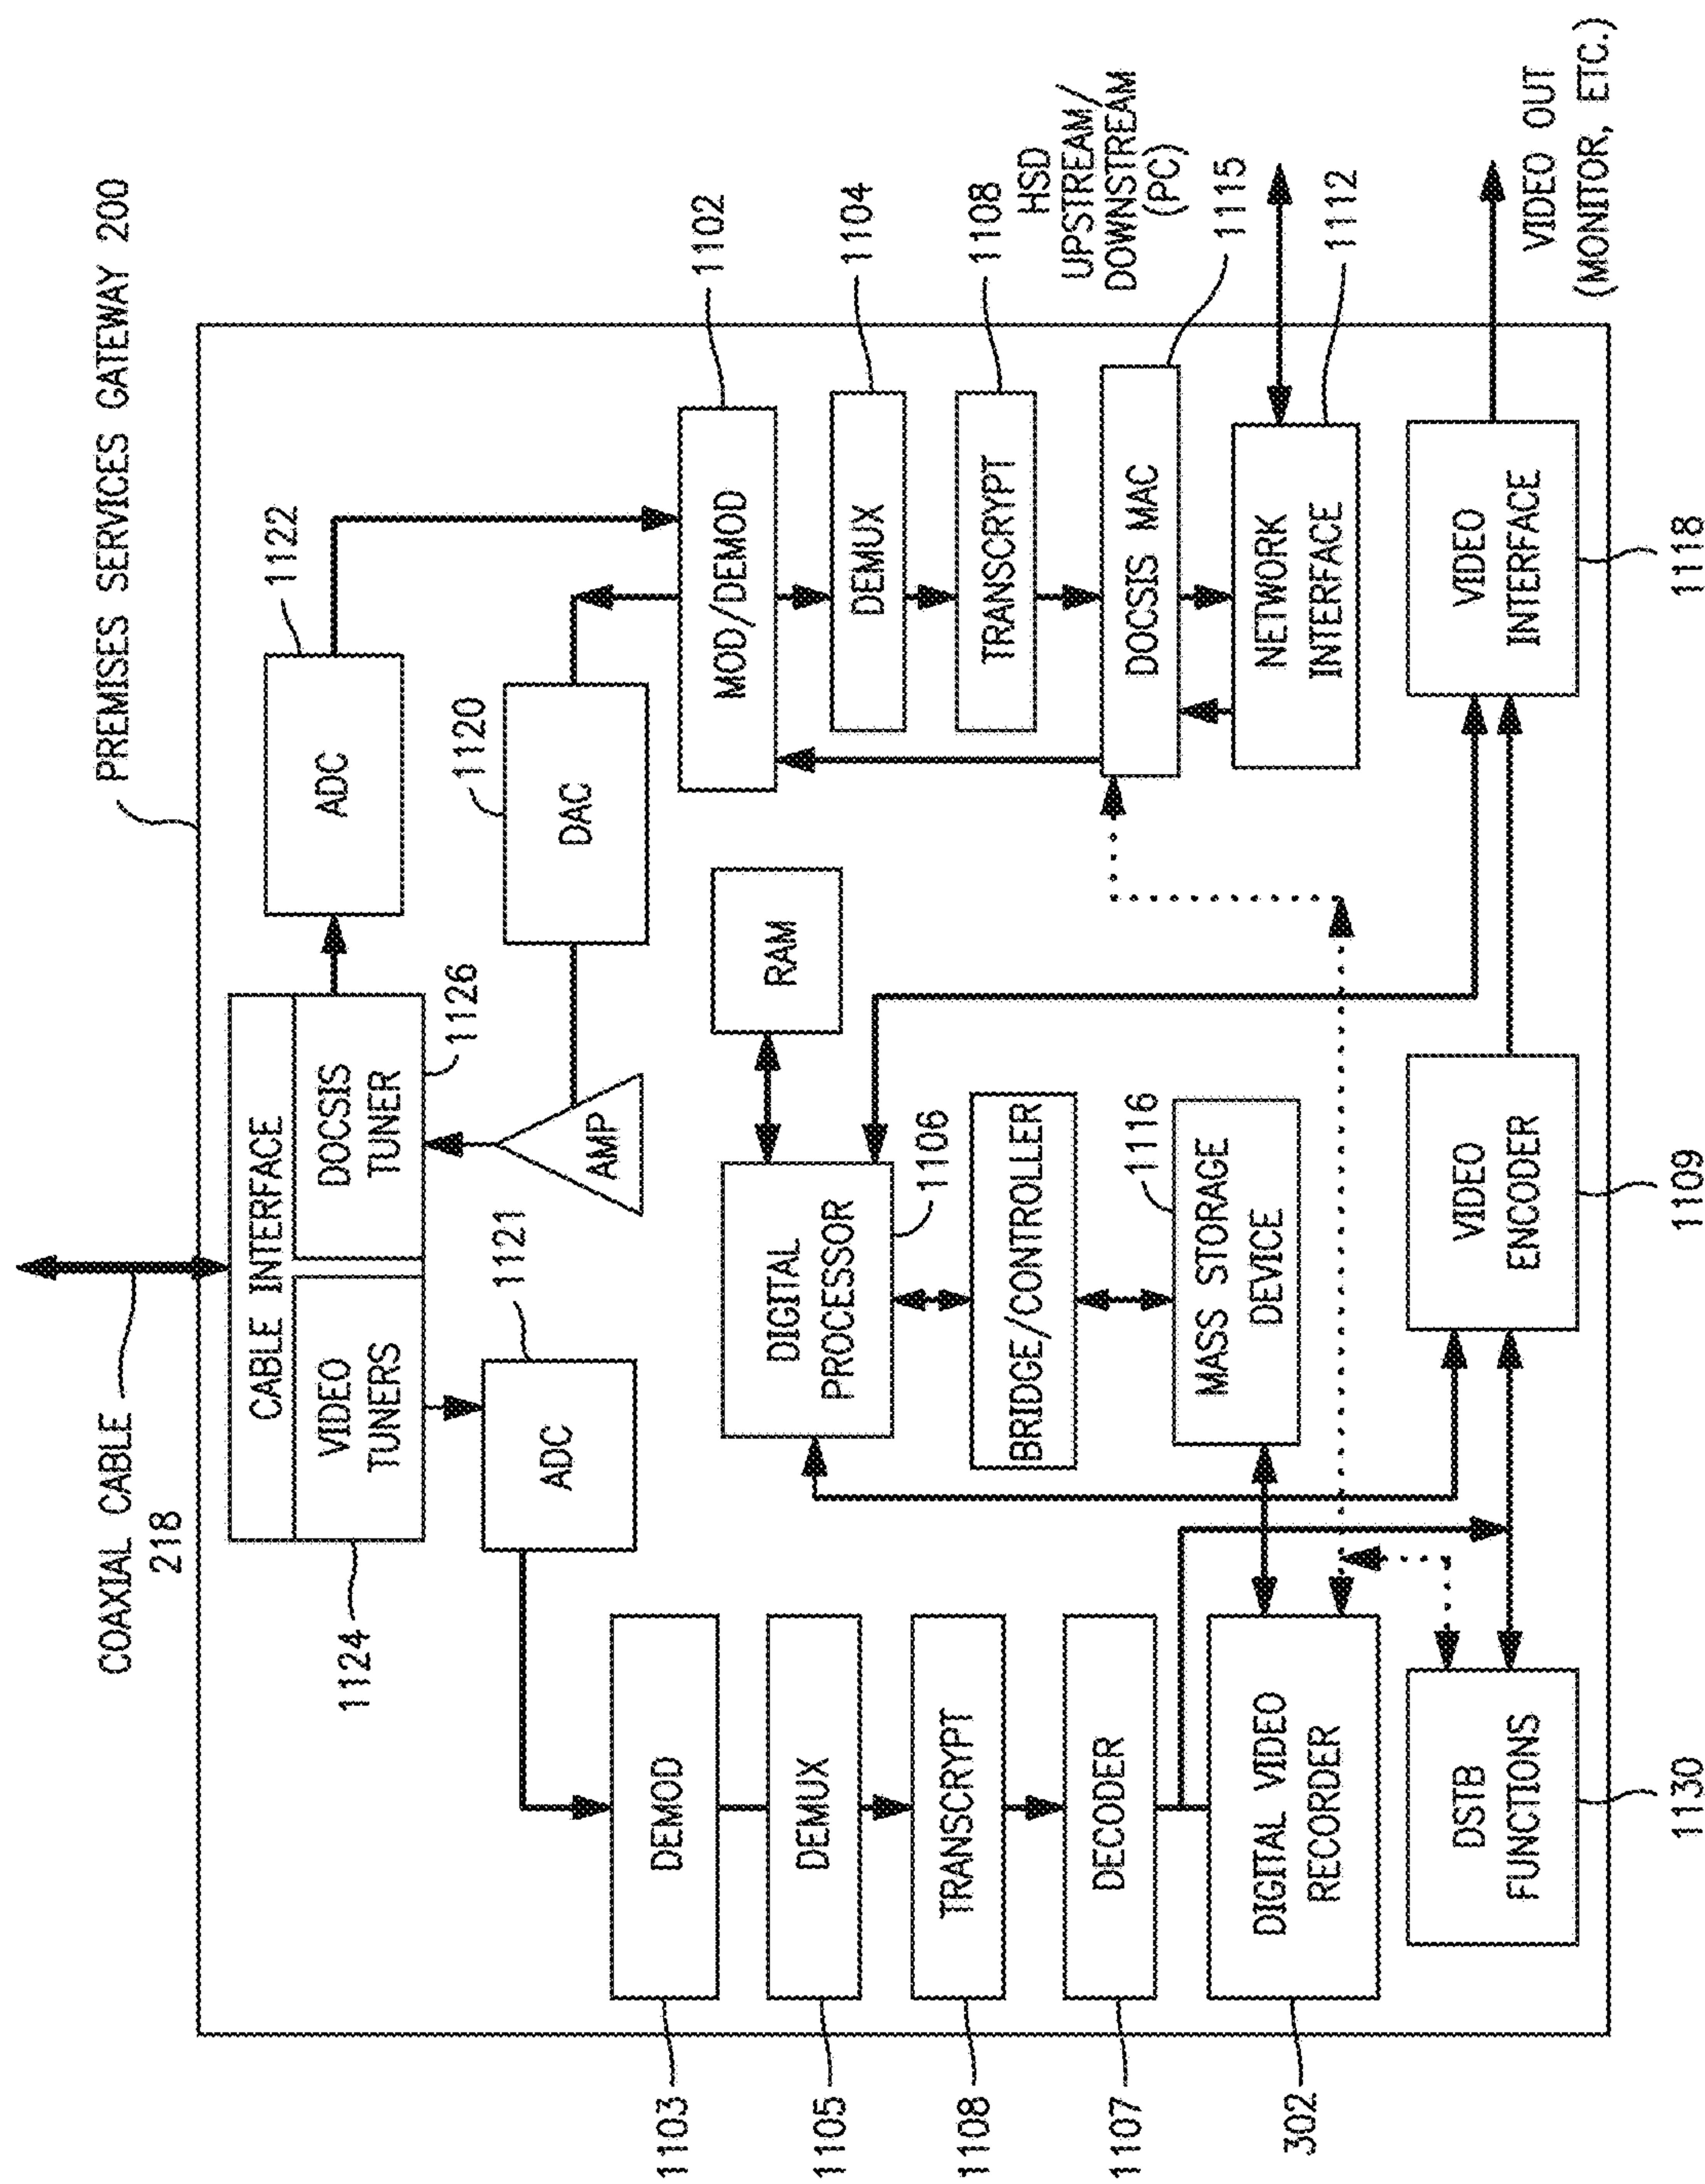 PREMISES SERVICES GATEWAY 200
COAXIAL CABLE
218
CABLE INTERFACE
VIDEO
TUNERS
DOCSIS
TUNER
1124
1126
ADC
1122
ADC
1121
DAC
1120
AMP
MOD/DEMOD
1102
DEMUX
1104
TRANSCRYPT
1108
DOCSIS MAC
1115
NETWORK
INTERFACE
1112
HSD
UPSTREAM/
DOWNSTREAM
(PC)
RAM
DIGITAL
PROCESSOR
1106
BRIDGE/CONTROLLER
MASS STORAGE
DEVICE
1116
DEMOD
1103
DEMUX
1105
TRANSCRYPT
1108
DECODER
1107
DIGITAL VIDEO
RECORDER
302
DSTB
FUNCTIONS
1130
VIDEO
ENCODER
1109
VIDEO
INTERFACE
1118
VIDEO OUT
(MONITOR, ETC.)